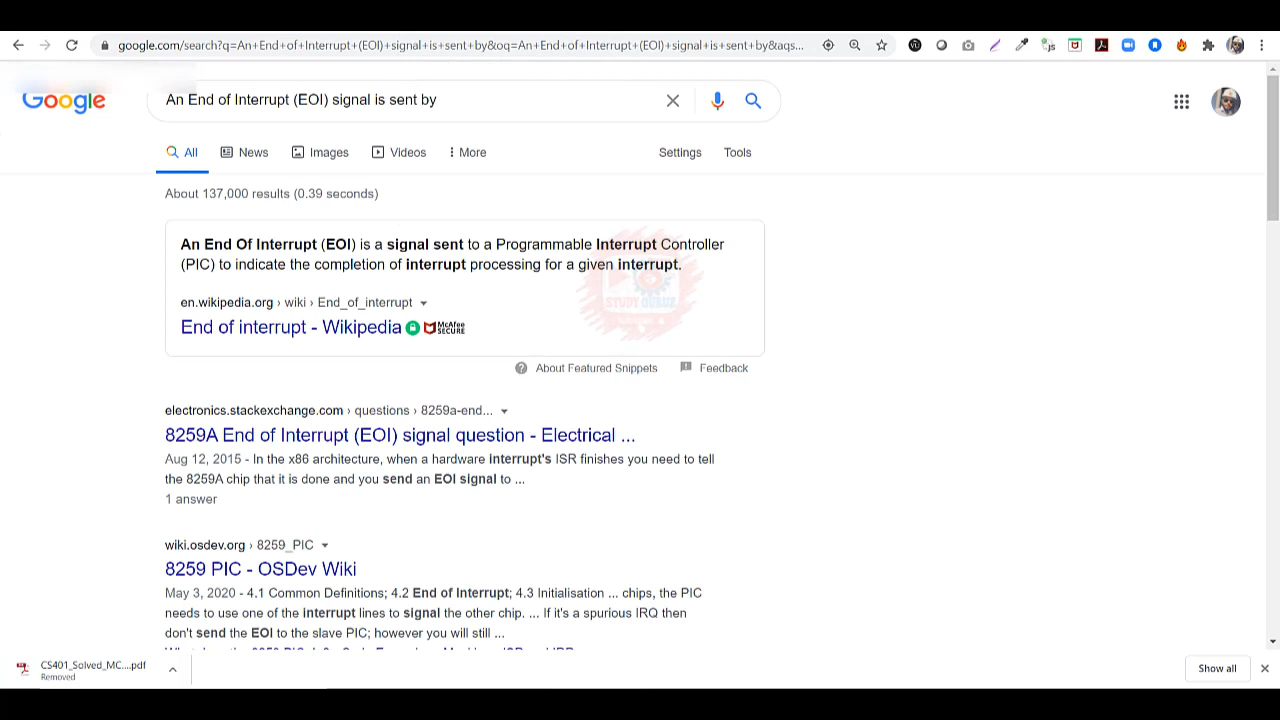 google.com/search?q=An+End+of+Interrupt+(EOI)+signal+is+sent+by&oq=An+End+of+Interrupt+(EOI)+signal+is+sent+by&aqs...
Google
An End of Interrupt (EOI) signal is sent by
All News Images Videos More Settings Tools
About 137,000 results (0.39 seconds)
An End Of Interrupt (EOI) is a signal sent to a Programmable Interrupt Controller
(PIC) to indicate the completion of interrupt processing for a given interrupt.
STUDY GURUZ
en.wikipedia.org › wiki › End_of_interrupt
End of interrupt - Wikipedia McAfee SECURE
About Featured Snippets Feedback
electronics.stackexchange.com › questions › 8259a-end...
8259A End of Interrupt (EOI) signal question - Electrical ...
Aug 12, 2015 - In the x86 architecture, when a hardware interrupt's ISR finishes you need to tell
the 8259A chip that it is done and you send an EOI signal to ...
1 answer
wiki.osdev.org › 8259_PIC
8259 PIC - OSDev Wiki
May 3, 2020 - 4.1 Common Definitions; 4.2 End of Interrupt; 4.3 Initialisation ... chips, the PIC
needs to use one of the interrupt lines to signal the other chip. ... If it's a spurious IRQ then
don't send the EOI to the slave PIC; however you will still ...
CS401_Solved_MC....pdf
Removed
Show all